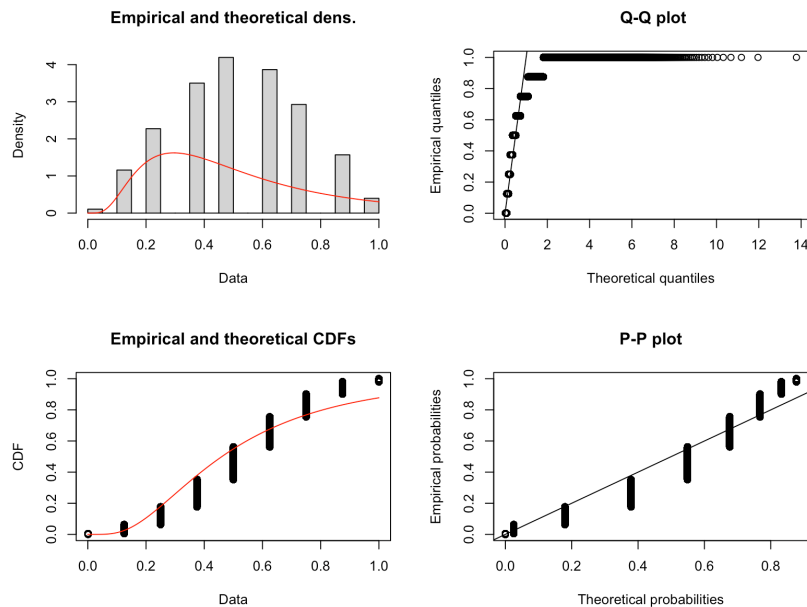 Empirical and theoretical dens.
Density
0 1 2 3 4
0.0 0.2 0.4 0.6 0.8 1.0
Data
Q-Q plot
Empirical quantiles
0.0 0.2 0.4 0.6 0.8 1.0
0 2 4 6 8 10 12 14
Theoretical quantiles
Empirical and theoretical CDFs
CDF
0.0 0.2 0.4 0.6 0.8 1.0
0.0 0.2 0.4 0.6 0.8 1.0
Data
P-P plot
Empirical probabilities
0.0 0.2 0.4 0.6 0.8 1.0
0.0 0.2 0.4 0.6 0.8
Theoretical probabilities